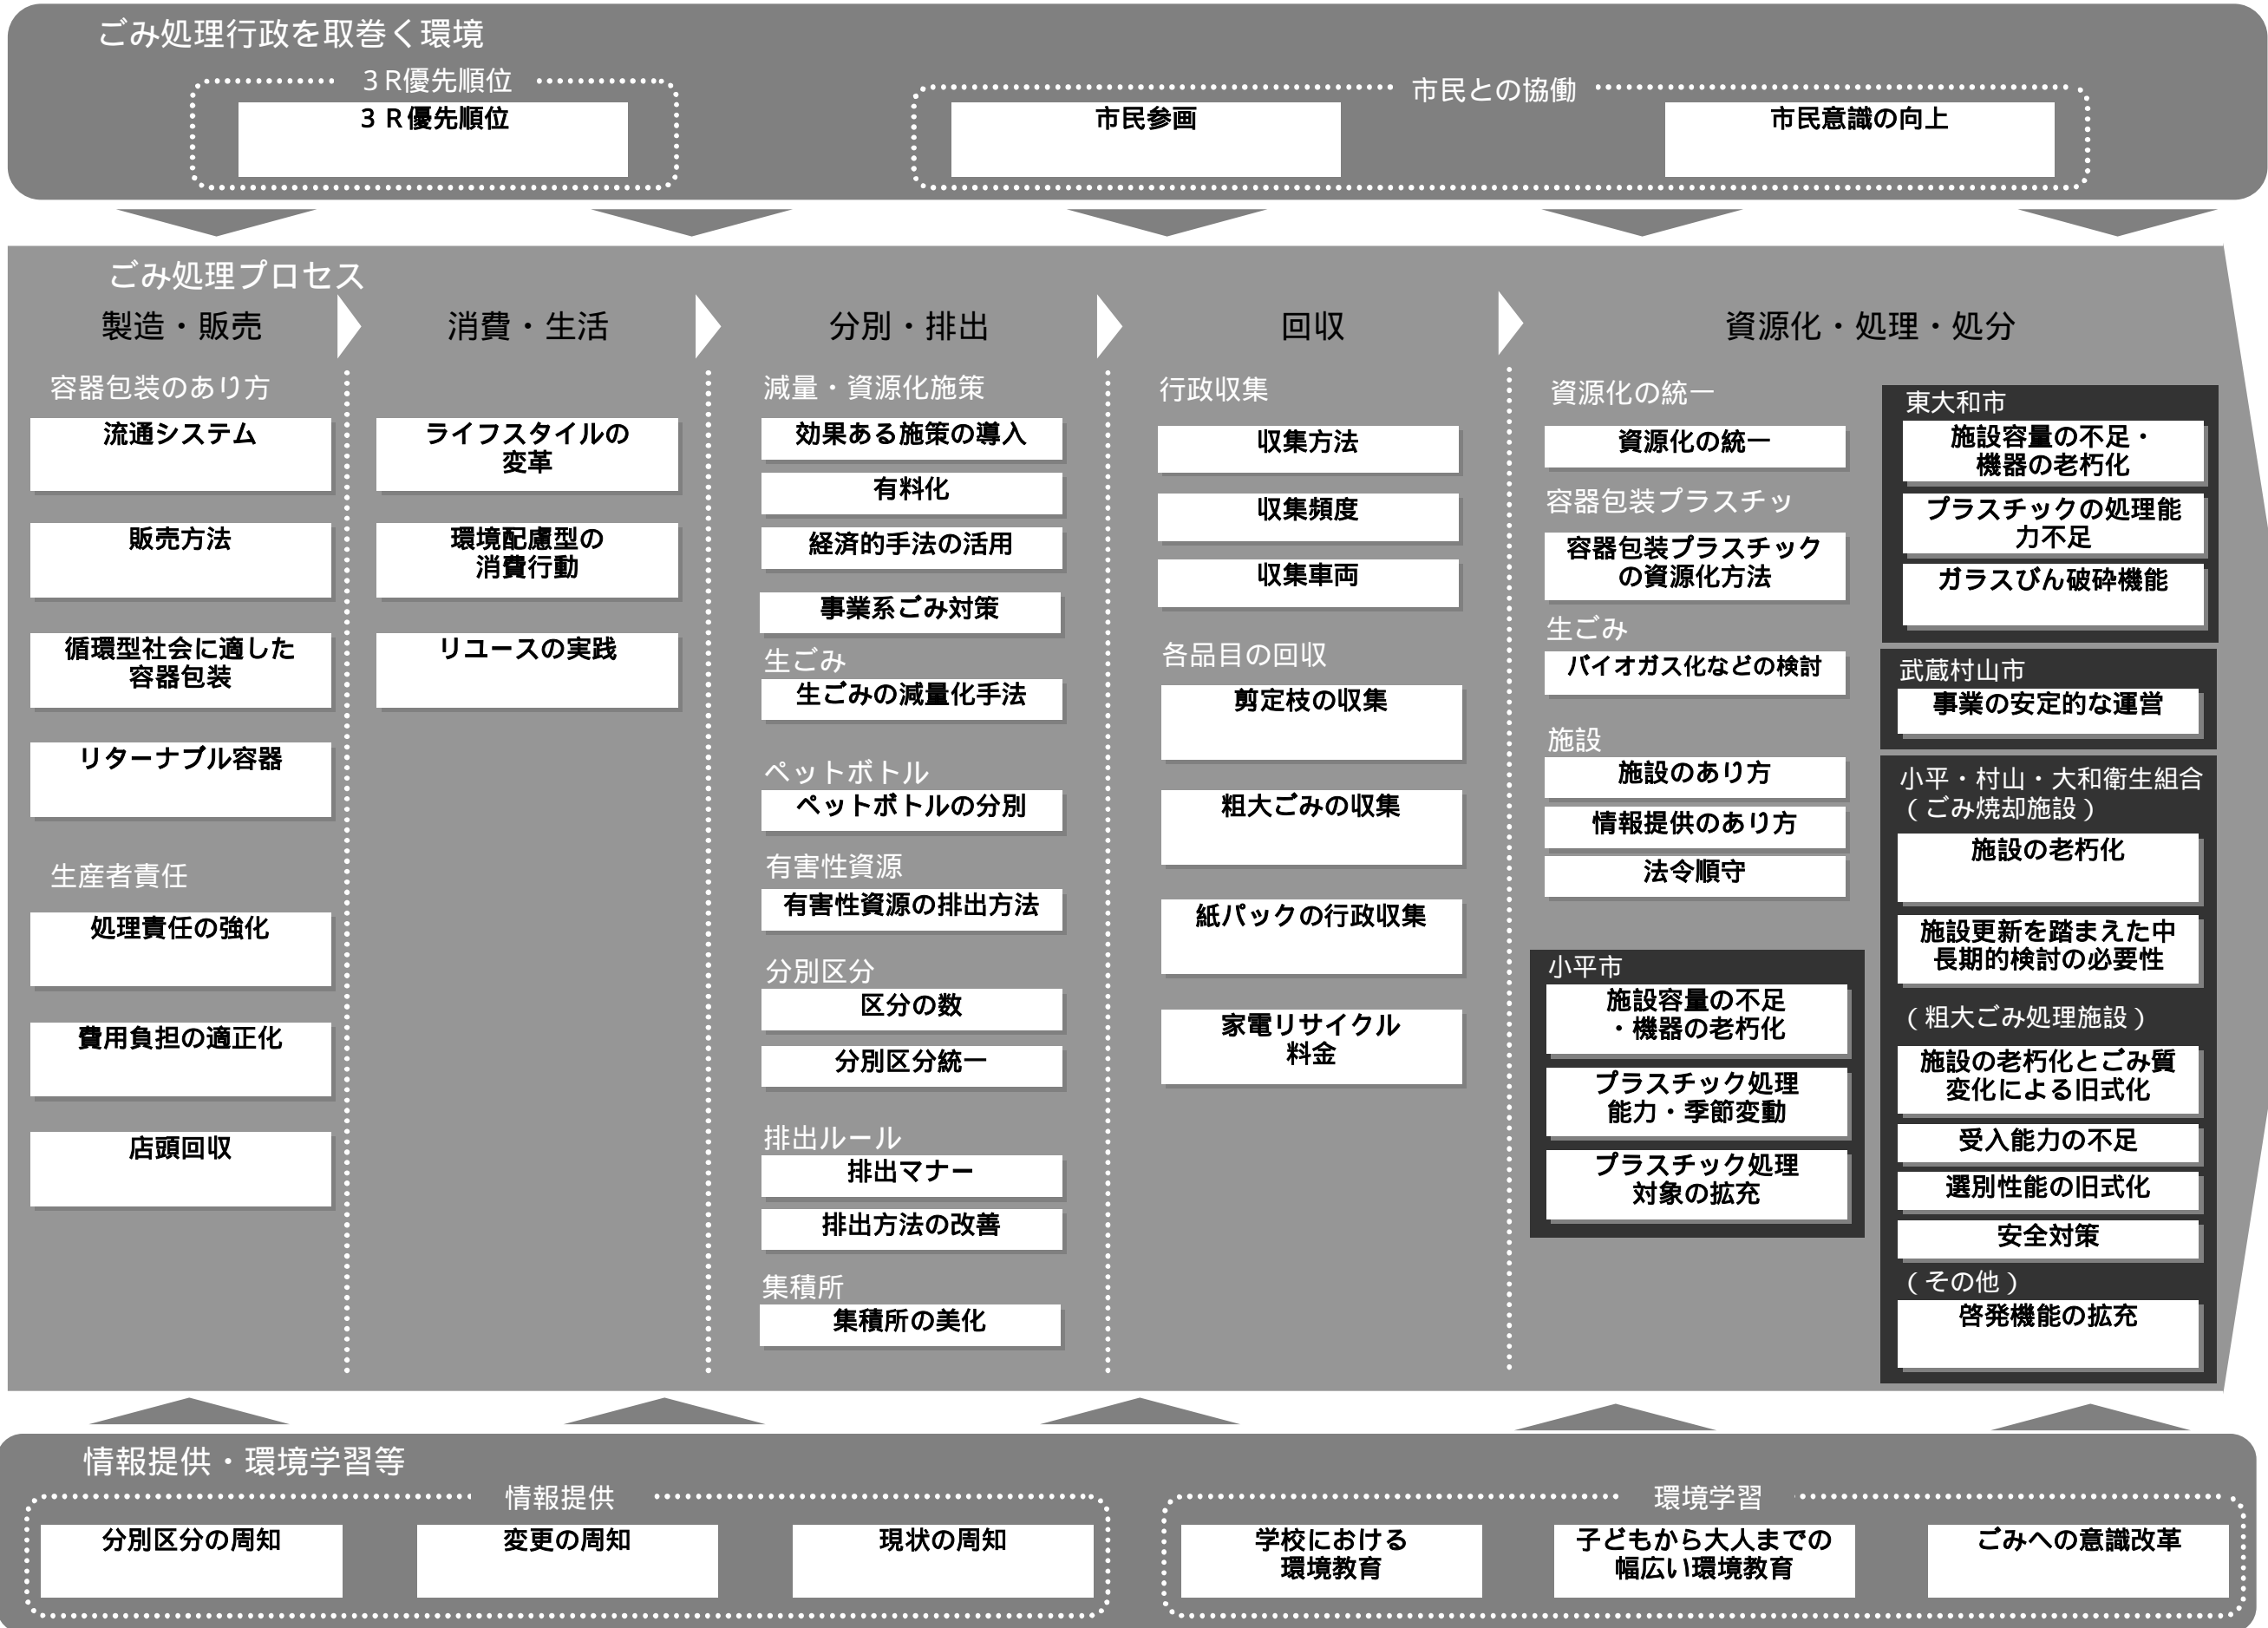 ごみ処理行政を取巻く環境
３Ｒ優先順位
３Ｒ優先順位
市民との協働
市民参画
市民意識の向上
ごみ処理プロセス
製造・販売
容器包装のあり方
流通システム
販売方法
循環型社会に適した
容器包装
リターナブル容器
生産者責任
処理責任の強化
費用負担の適正化
店頭回収
消費・生活
ライフスタイルの
変革
環境配慮型の
消費行動
リユースの実践
分別・排出
減量・資源化施策
効果ある施策の導入
有料化
経済的手法の活用
事業系ごみ対策
生ごみ
生ごみの減量化手法
ペットボトル
ペットボトルの分別
有害性資源
有害性資源の排出方法
分別区分
区分の数
分別区分統一
排出ルール
排出マナー
排出方法の改善
集積所
集積所の美化
回収
行政収集
収集方法
収集頻度
収集車両
各品目の回収
剪定枝の収集
粗大ごみの収集
紙パックの行政収集
家電リサイクル
料金
資源化・処理・処分
資源化の統一
資源化の統一
容器包装プラスチッ
容器包装プラスチック
の資源化方法
生ごみ
バイオガス化などの検討
施設
施設のあり方
情報提供のあり方
法令順守
小平市
施設容量の不足
・機器の老朽化
プラスチック処理
能力・季節変動
プラスチック処理
対象の拡充
東大和市
施設容量の不足・
機器の老朽化
プラスチックの処理能
力不足
ガラスびん破砕機能
武蔵村山市
事業の安定的な運営
小平・村山・大和衛生組合
（ごみ焼却施設）
施設の老朽化
施設更新を踏まえた中
長期的検討の必要性
（粗大ごみ処理施設）
施設の老朽化とごみ質
変化による旧式化
受入能力の不足
選別性能の旧式化
安全対策
（その他）
啓発機能の拡充
情報提供・環境学習等
情報提供
分別区分の周知
変更の周知
現状の周知
環境学習
学校における
環境教育
子どもから大人までの
幅広い環境教育
ごみへの意識改革